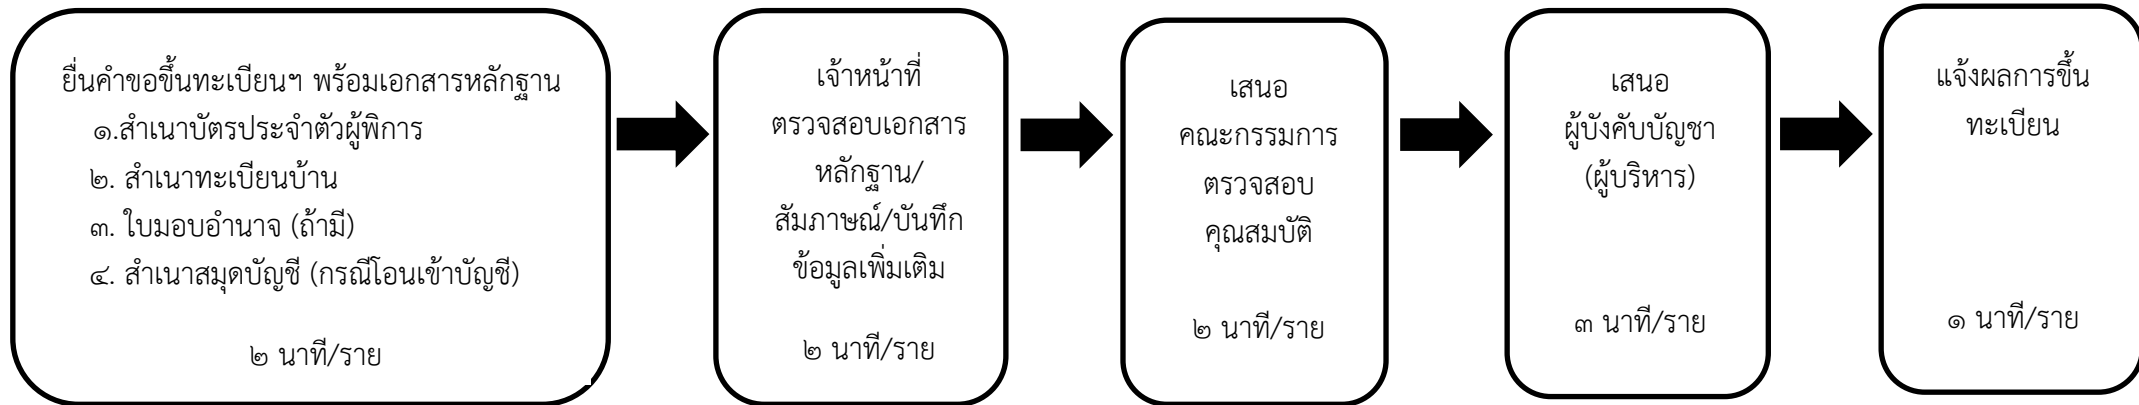 ยื่นคำขอขึ้นทะเบียนฯ พร้อมเอกสารหลักฐาน
๑.สำเนาบัตรประจำตัวผู้พิการ
๒. สำเนาทะเบียนบ้าน
๓. ใบมอบอำนาจ (ถ้ามี)
๔. สำเนาสมุดบัญชี (กรณีโอนเข้าบัญชี)
๒ นาที/ราย
เจ้าหน้าที่
ตรวจสอบเอกสาร
หลักฐาน/
สัมภาษณ์/บันทึก
ข้อมูลเพิ่มเติม
๒ นาที/ราย
เสนอ
คณะกรรมการ
ตรวจสอบ
คุณสมบัติ
๒ นาที/ราย
เสนอ
ผู้บังคับบัญชา
(ผู้บริหาร)
๓ นาที/ราย
แจ้งผลการขึ้น
ทะเบียน
๑ นาที/ราย